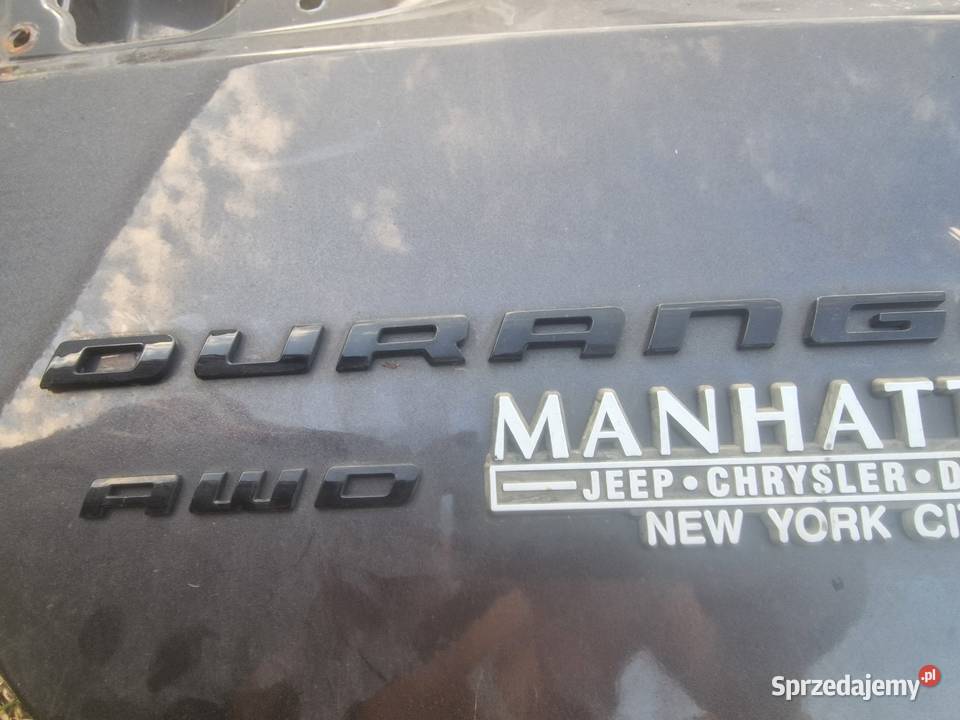 DURANG
AWD
MANHATT
JEEP•CHRYSLER•D
NEW YORK CIT
Sprzedajemy.pl